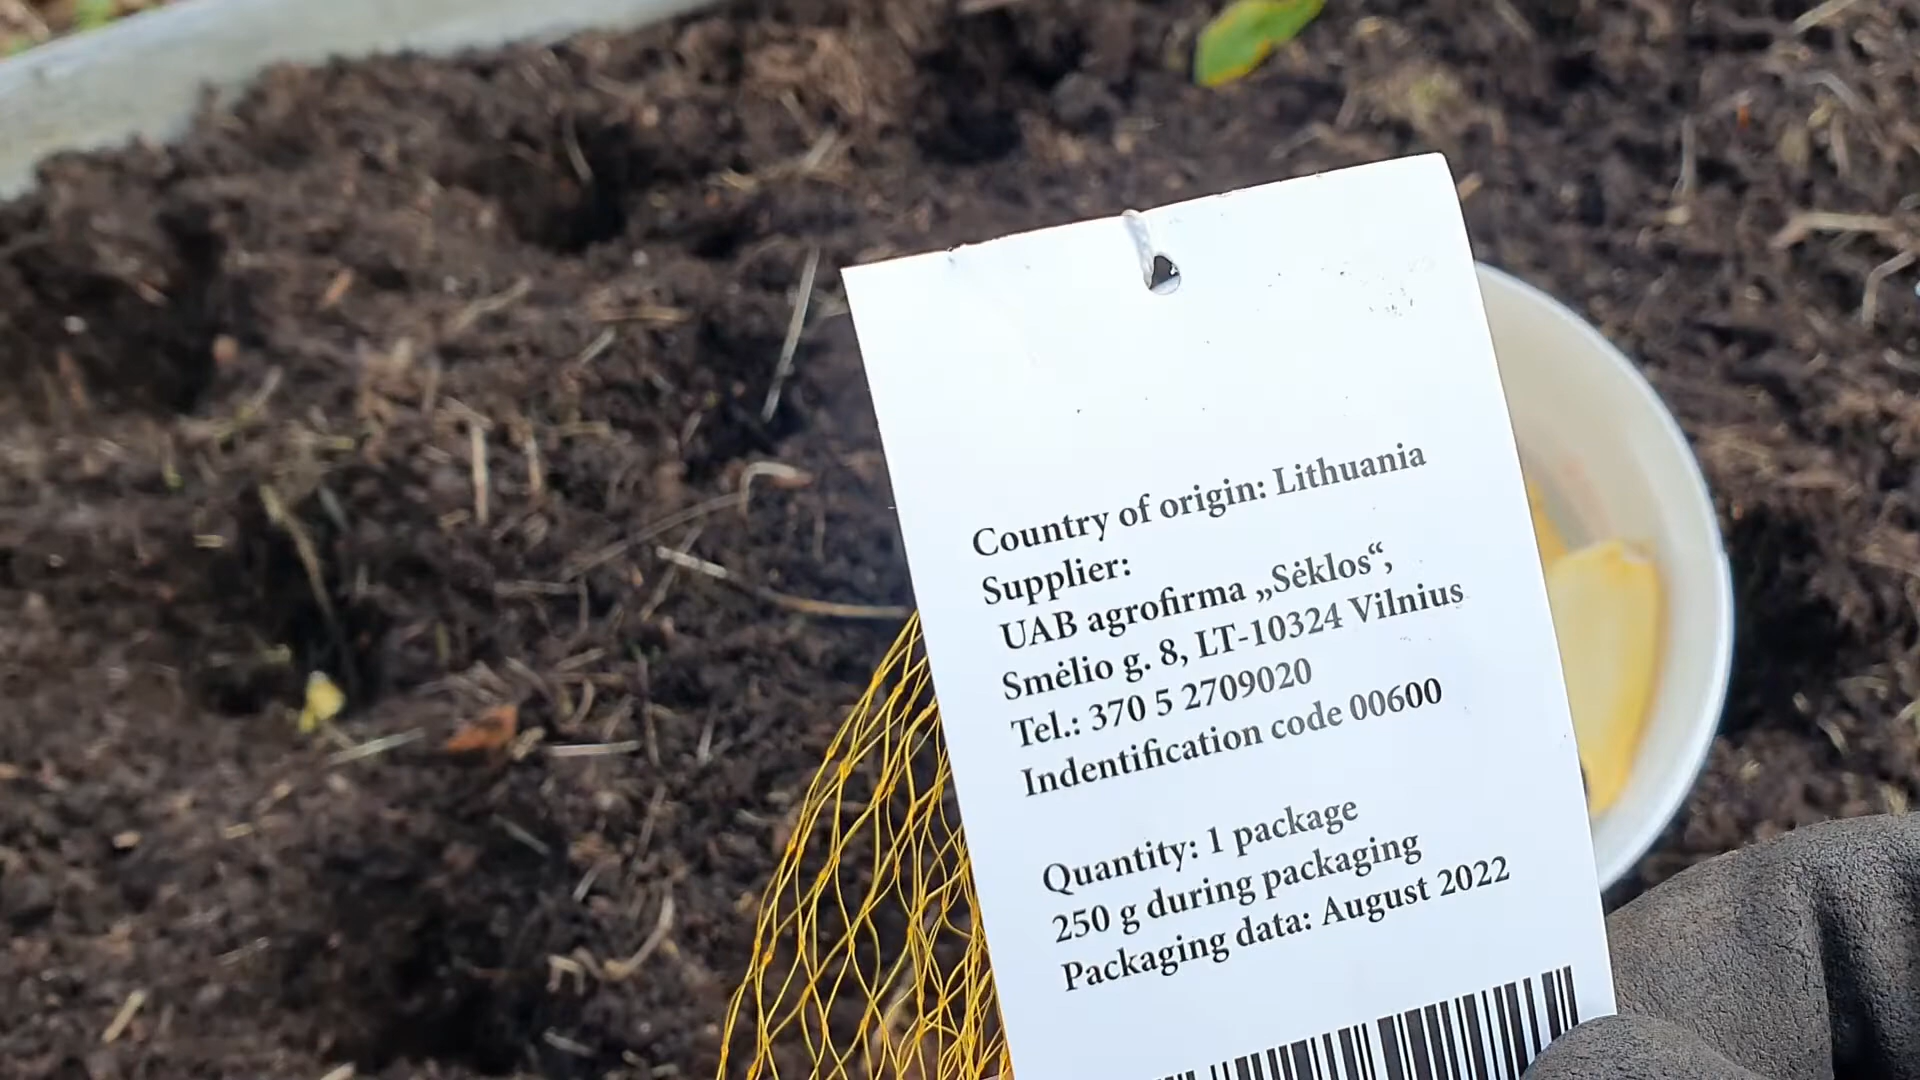 Country of origin: Lithuania
Supplier:
UAB agrofirma „Sėklos“,
Smėlio g. 8, LT-10324 Vilnius
Tel.: 370 5 2709020
Indentification code 00600
Quantity: 1 package
250 g during packaging
Packaging data: August 2022